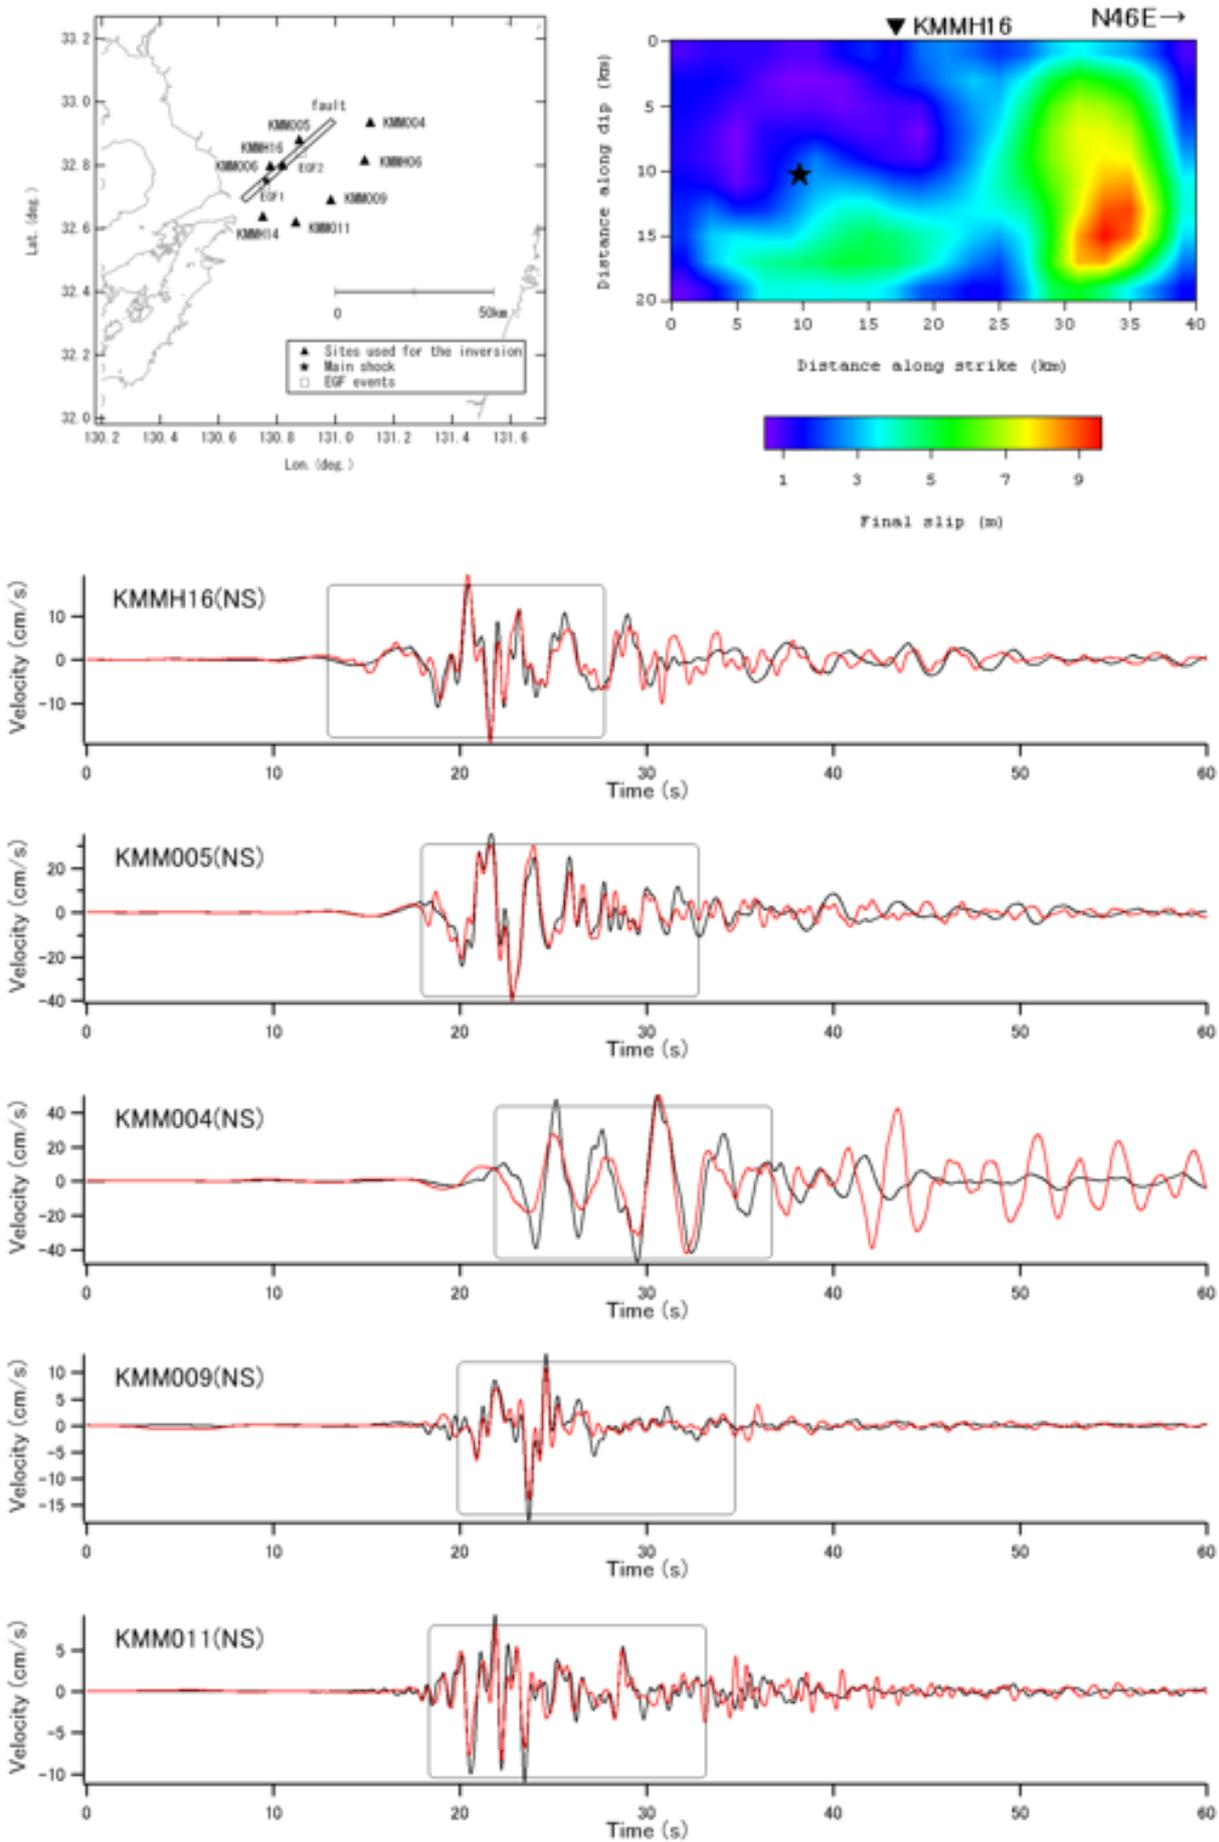 33.2
33.0
32.8
32.6
32.4
32.2
32.0
Lat. (deg.)
130.2 130.4 130.6 130.8 131.0 131.2 131.4 131.6
Lon. (deg.)
fault
KMM005
KMM004
KMMH16
KMM006
EGF2
KMMH06
EGF1
KMM009
KMMH14
KMM011
0 50km
Sites used for the inversion
Main shock
EGF events
KMMH16
N46E→
Distance along dip (km)
0
5
10
15
20
0 5 10 15 20 25 30 35 40
Distance along strike (km)
1 3 5 7 9
Final slip (m)
KMMH16(NS)
Velocity (cm/s)
10
0
-10
0 10 20 30 40 50 60
Time (s)
KMM005(NS)
Velocity (cm/s)
20
0
-20
-40
0 10 20 30 40 50 60
Time (s)
KMM004(NS)
Velocity (cm/s)
40
20
0
-20
-40
0 10 20 30 40 50 60
Time (s)
KMM009(NS)
Velocity (cm/s)
10
5
0
-5
-10
-15
0 10 20 30 40 50 60
Time (s)
KMM011(NS)
Velocity (cm/s)
5
0
-5
-10
0 10 20 30 40 50 60
Time (s)